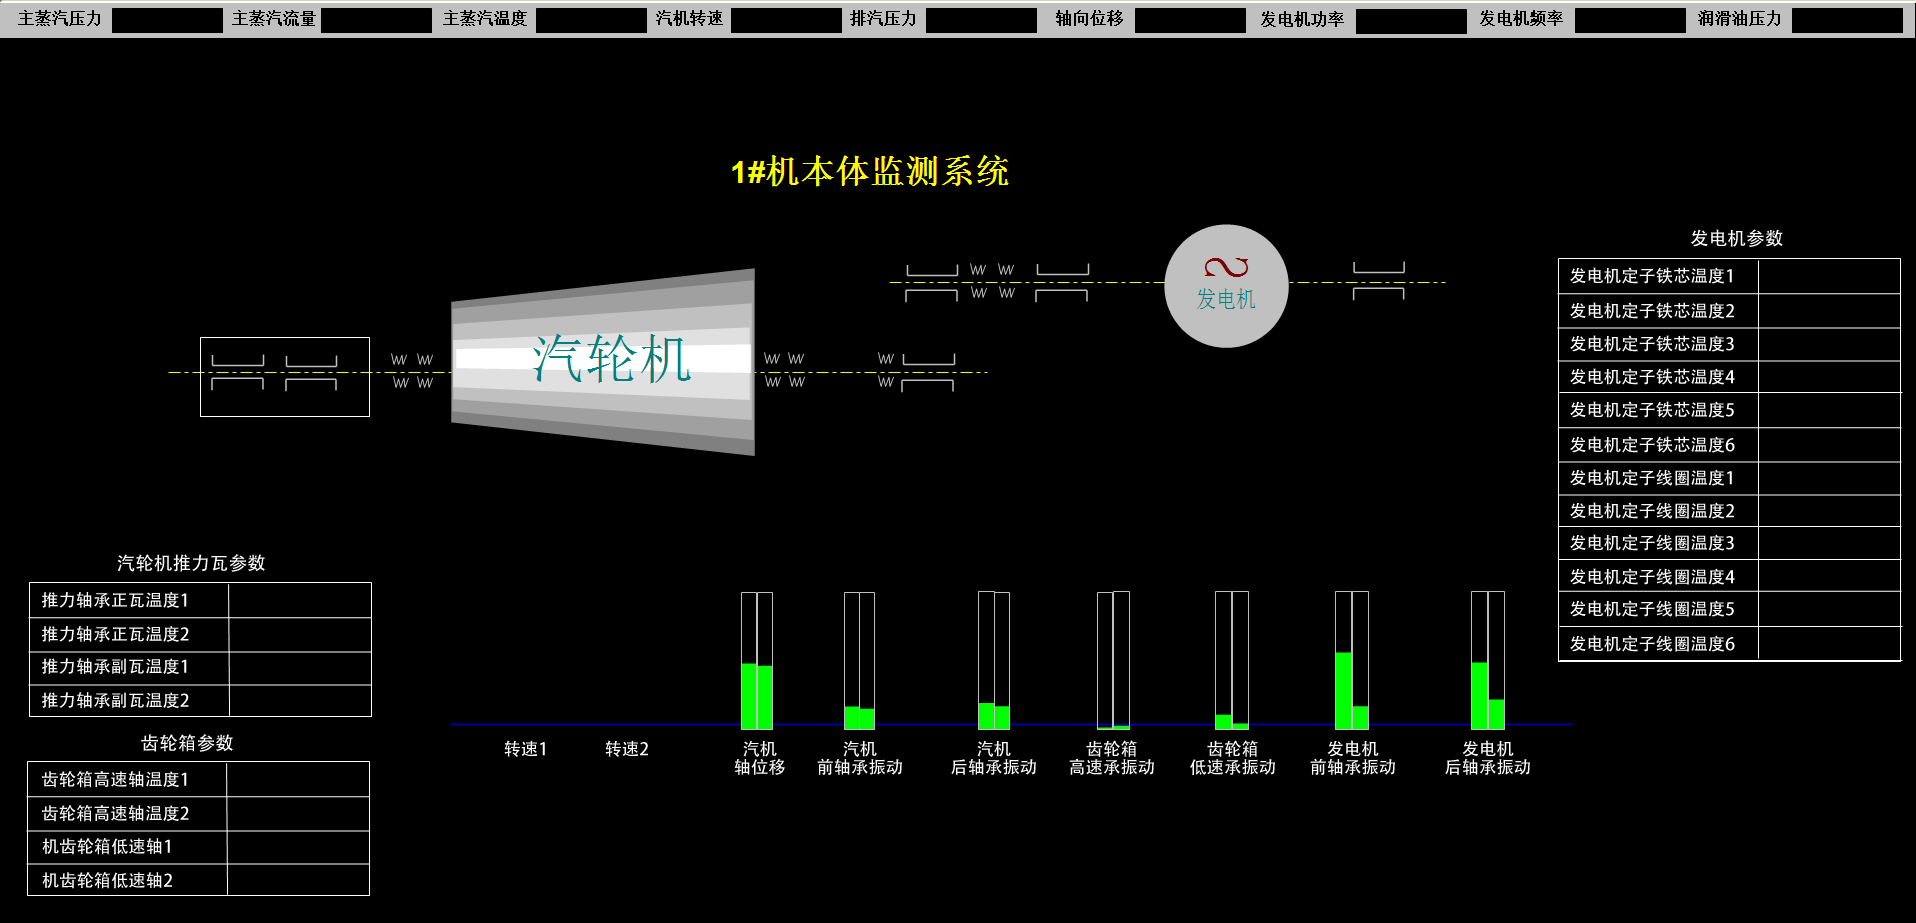 主蒸汽压力 主蒸汽流量 主蒸汽温度 汽机转速 排汽压力 轴向位移 发电机功率 发电机频率 润滑油压力
1#机本体监测系统
汽轮机
发电机
发电机参数
发电机定子铁芯温度1
发电机定子铁芯温度2
发电机定子铁芯温度3
发电机定子铁芯温度4
发电机定子铁芯温度5
发电机定子铁芯温度6
发电机定子线圈温度1
发电机定子线圈温度2
发电机定子线圈温度3
发电机定子线圈温度4
发电机定子线圈温度5
发电机定子线圈温度6
汽轮机推力瓦参数
推力轴承正瓦温度1
推力轴承正瓦温度2
推力轴承副瓦温度1
推力轴承副瓦温度2
齿轮箱参数
齿轮箱高速轴温度1
齿轮箱高速轴温度2
机齿轮箱低速轴1
机齿轮箱低速轴2
转速1
转速2
汽机
轴位移
汽机
前轴承振动
汽机
后轴承振动
齿轮箱
高速承振动
齿轮箱
低速承振动
发电机
前轴承振动
发电机
后轴承振动